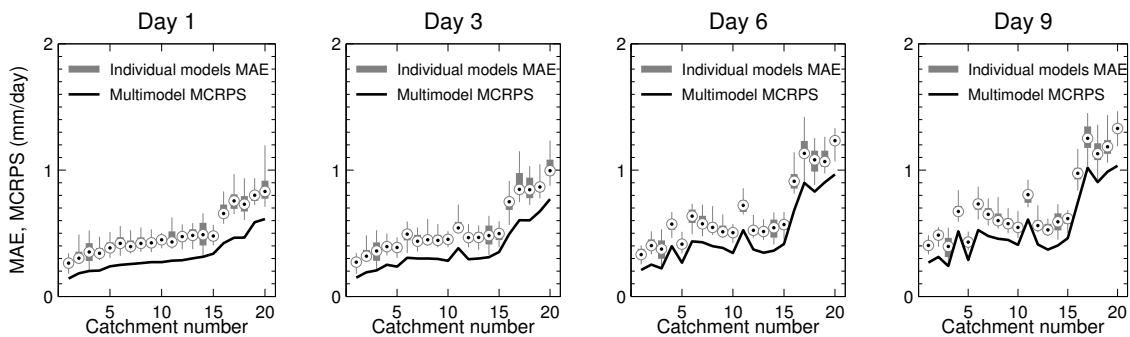 Day 1
Day 3
Day 6
Day 9
MAE, MCRPS (mm/day)
2
1
0
Individual models MAE
Multimodel MCRPS
5 10 15 20
Catchment number
2
1
0
Individual models MAE
Multimodel MCRPS
5 10 15 20
Catchment number
2
1
0
Individual models MAE
Multimodel MCRPS
5 10 15 20
Catchment number
2
1
0
Individual models MAE
Multimodel MCRPS
5 10 15 20
Catchment number